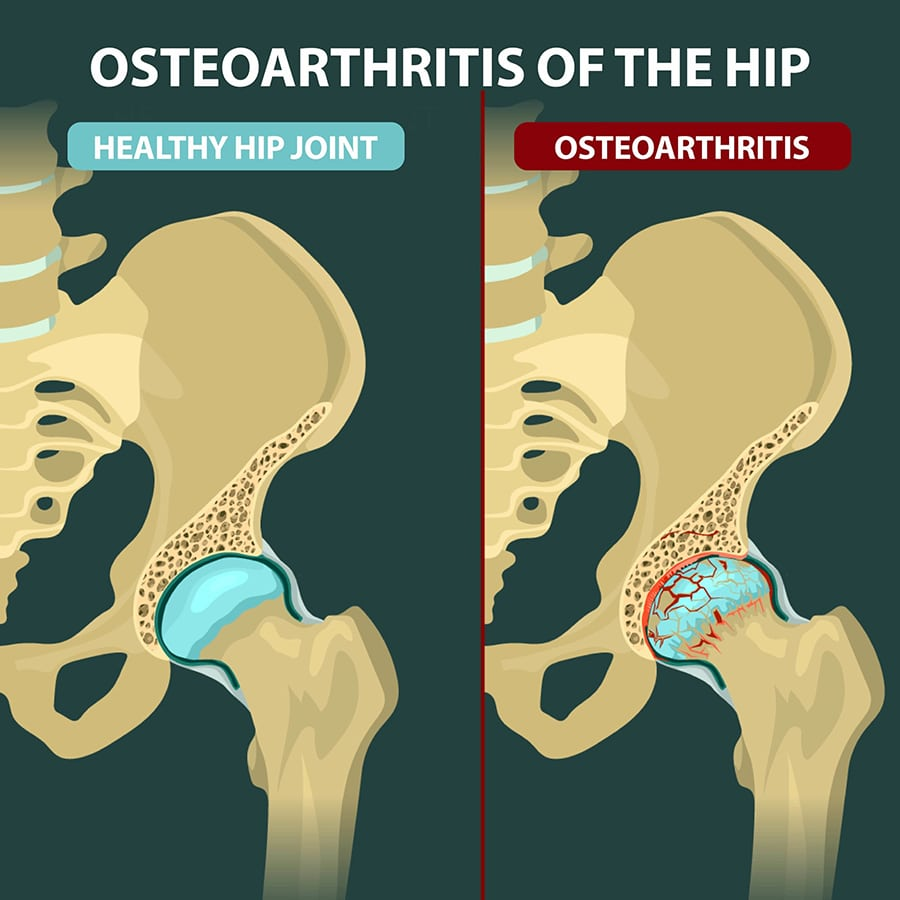 OSTEOARTHRITIS OF THE HIP
HEALTHY HIP JOINT
OSTEOARTHRITIS